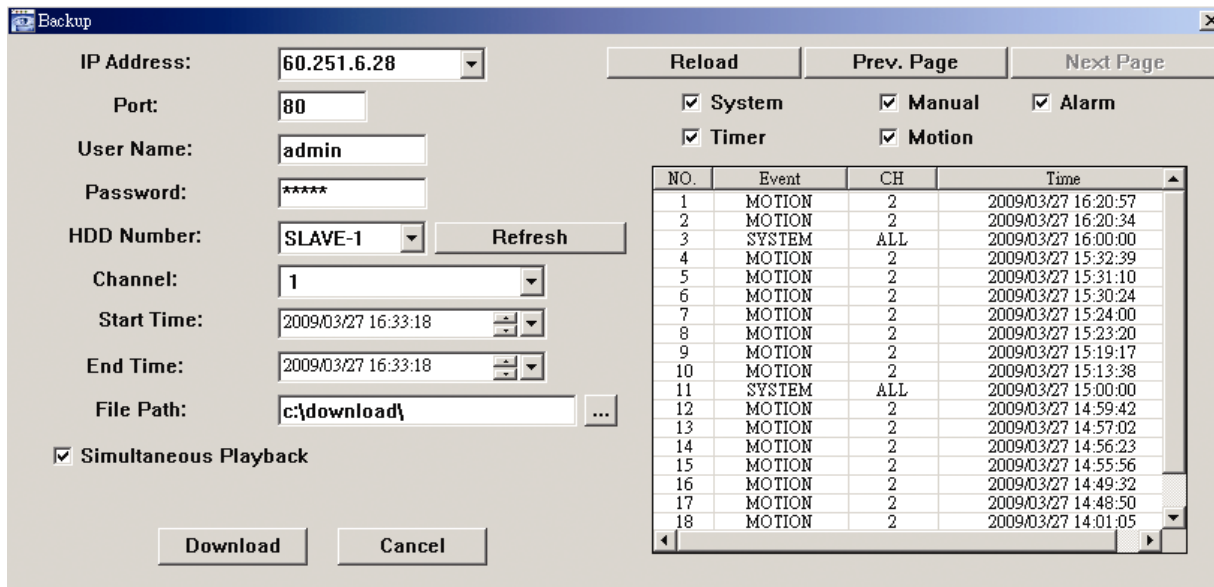 Backup
IP Address: 60.251.6.28
Port: 80
User Name: admin
Password: *****
HDD Number: SLAVE-1 Refresh
Channel: 1
Start Time: 2009/03/27 16:33:18
End Time: 2009/03/27 16:33:18
File Path: c:\download\ ...
Simultaneous Playback
Download Cancel
Reload Prev. Page Next Page
System Manual Alarm
Timer Motion
NO. Event CH Time
1 MOTION 2 2009/03/27 16:20:57
2 MOTION 2 2009/03/27 16:20:34
3 SYSTEM ALL 2009/03/27 16:00:00
4 MOTION 2 2009/03/27 15:32:39
5 MOTION 2 2009/03/27 15:31:10
6 MOTION 2 2009/03/27 15:30:24
7 MOTION 2 2009/03/27 15:24:00
8 MOTION 2 2009/03/27 15:23:20
9 MOTION 2 2009/03/27 15:19:17
10 MOTION 2 2009/03/27 15:13:38
11 SYSTEM ALL 2009/03/27 15:00:00
12 MOTION 2 2009/03/27 14:59:42
13 MOTION 2 2009/03/27 14:57:02
14 MOTION 2 2009/03/27 14:56:23
15 MOTION 2 2009/03/27 14:55:56
16 MOTION 2 2009/03/27 14:49:32
17 MOTION 2 2009/03/27 14:48:50
18 MOTION 2 2009/03/27 14:01:05